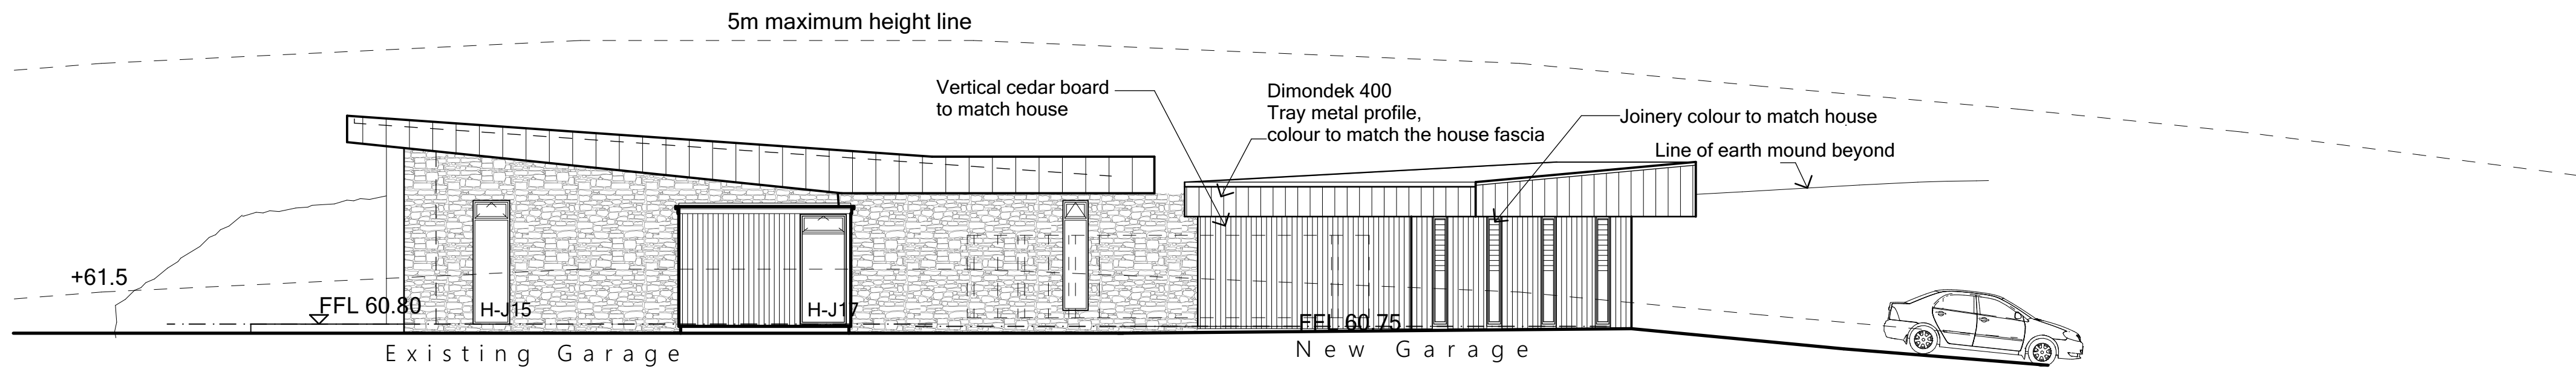 5m maximum height line
Vertical cedar board
to match house
Dimondek 400
Tray metal profile,
colour to match the house fascia
Joinery colour to match house
Line of earth mound beyond
+61.5
FFL 60.80
H-J15
H-J17
FFL 60.75
Existing Garage
New Garage